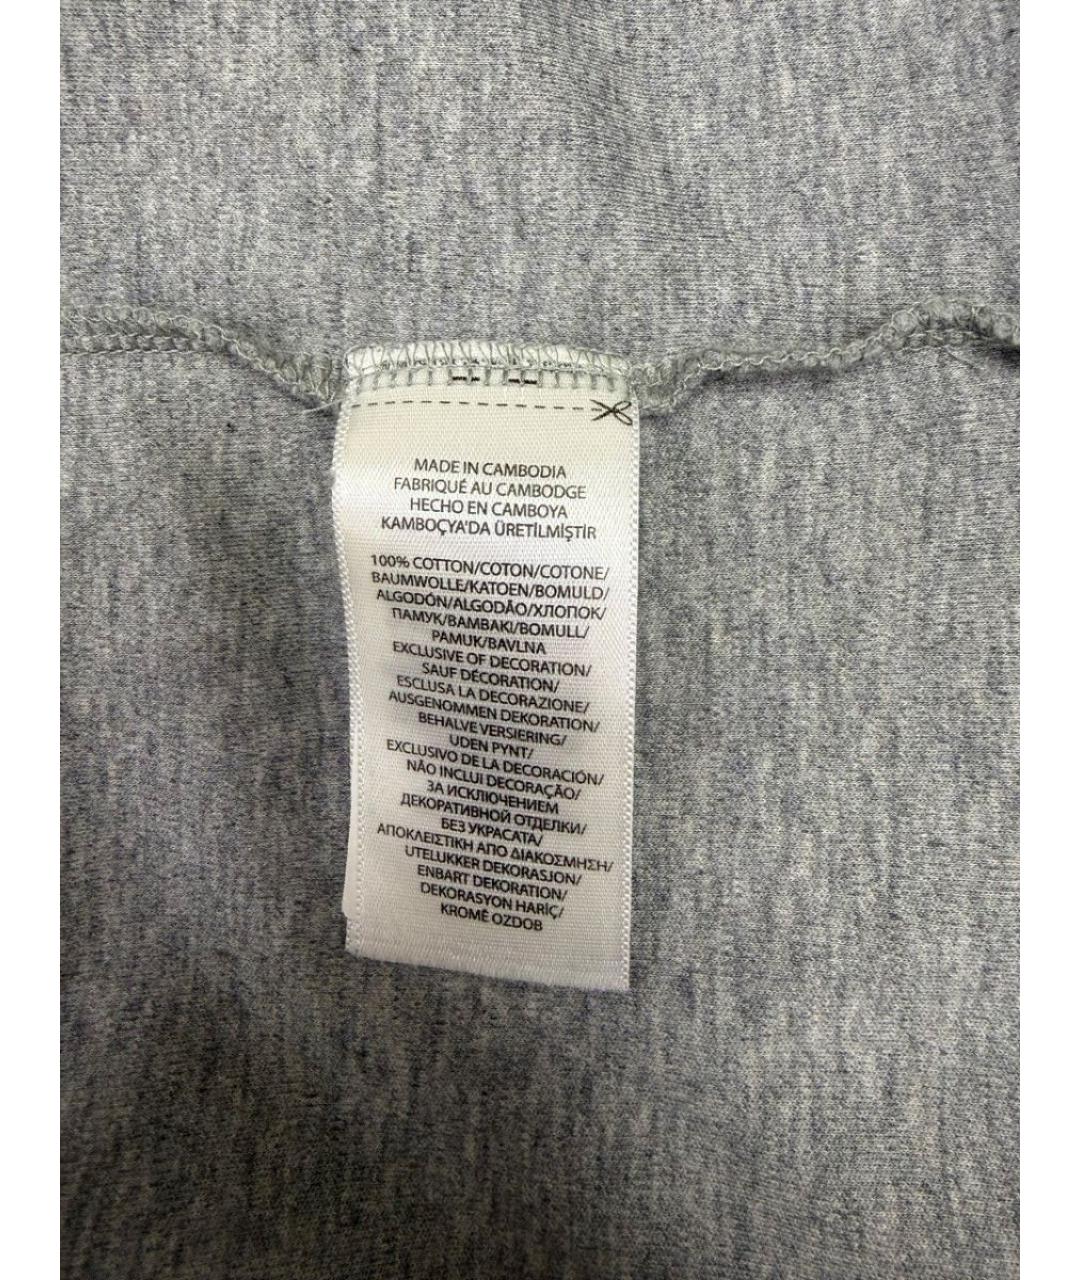 MADE IN CAMBODIA
FABRIQUÉ AU CAMBODGE
HECHO EN CAMBOYA
KAMBOÇYA'DA ÜRETİLMİŞTİR
100% COTTON/COTON/COTONE/
BAUMWOLLE/KATOEN/BOMULD/
ALGODÓN/ALGODÃO/ХЛОПОК/
ПАМУК/ΒΑΜΒΑΚΙ/BOMULL/
PAMUK/BAVLNA
EXCLUSIVE OF DECORATION/
SAUF DÉCORATION/
ESCLUSA LA DECORAZIONE/
AUSGENOMMEN DEKORATION/
BEHALVE VERSIERING/
UDEN PYNT/
EXCLUSIVO DE LA DECORACIÓN/
NÃO INCLUI DECORAÇÃO/
ЗА ИСКЛЮЧЕНИЕМ
ДЕКОРАТИВНОЙ ОТДЕЛКИ/
БЕЗ УКРАСАТА/
ΑΠΟΚΛΕΙΣΤΙΚΗ ΑΠΟ ΔΙΑΚΟΣΜΗΣΗ/
UTELUKKER DEKORASJON/
ENBART DEKORATION/
DEKORASYON HARİÇ/
KROMĚ OZDOB